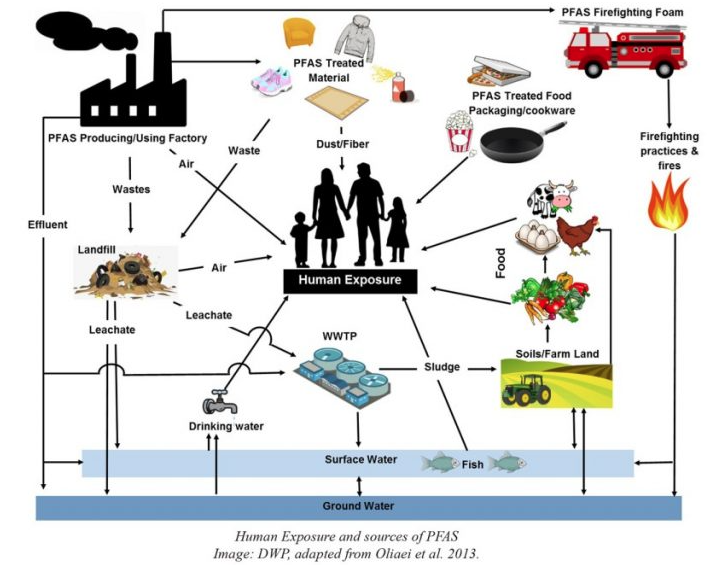 PFAS Firefighting Foam
PFAS Treated
Material
PFAS Treated Food
Packaging/cookware
PFAS Producing/Using Factory
Firefighting
practices &
fires
Dust/Fiber
Waste
Air
Wastes
Effluent
Landfill
Air
Human Exposure
Food
Leachate
Leachate
WWTP
Soils/Farm Land
Sludge
Drinking water
Surface Water
Fish
Ground Water
Human Exposure and sources of PFAS
Image: DWP, adapted from Oliaei et al. 2013.